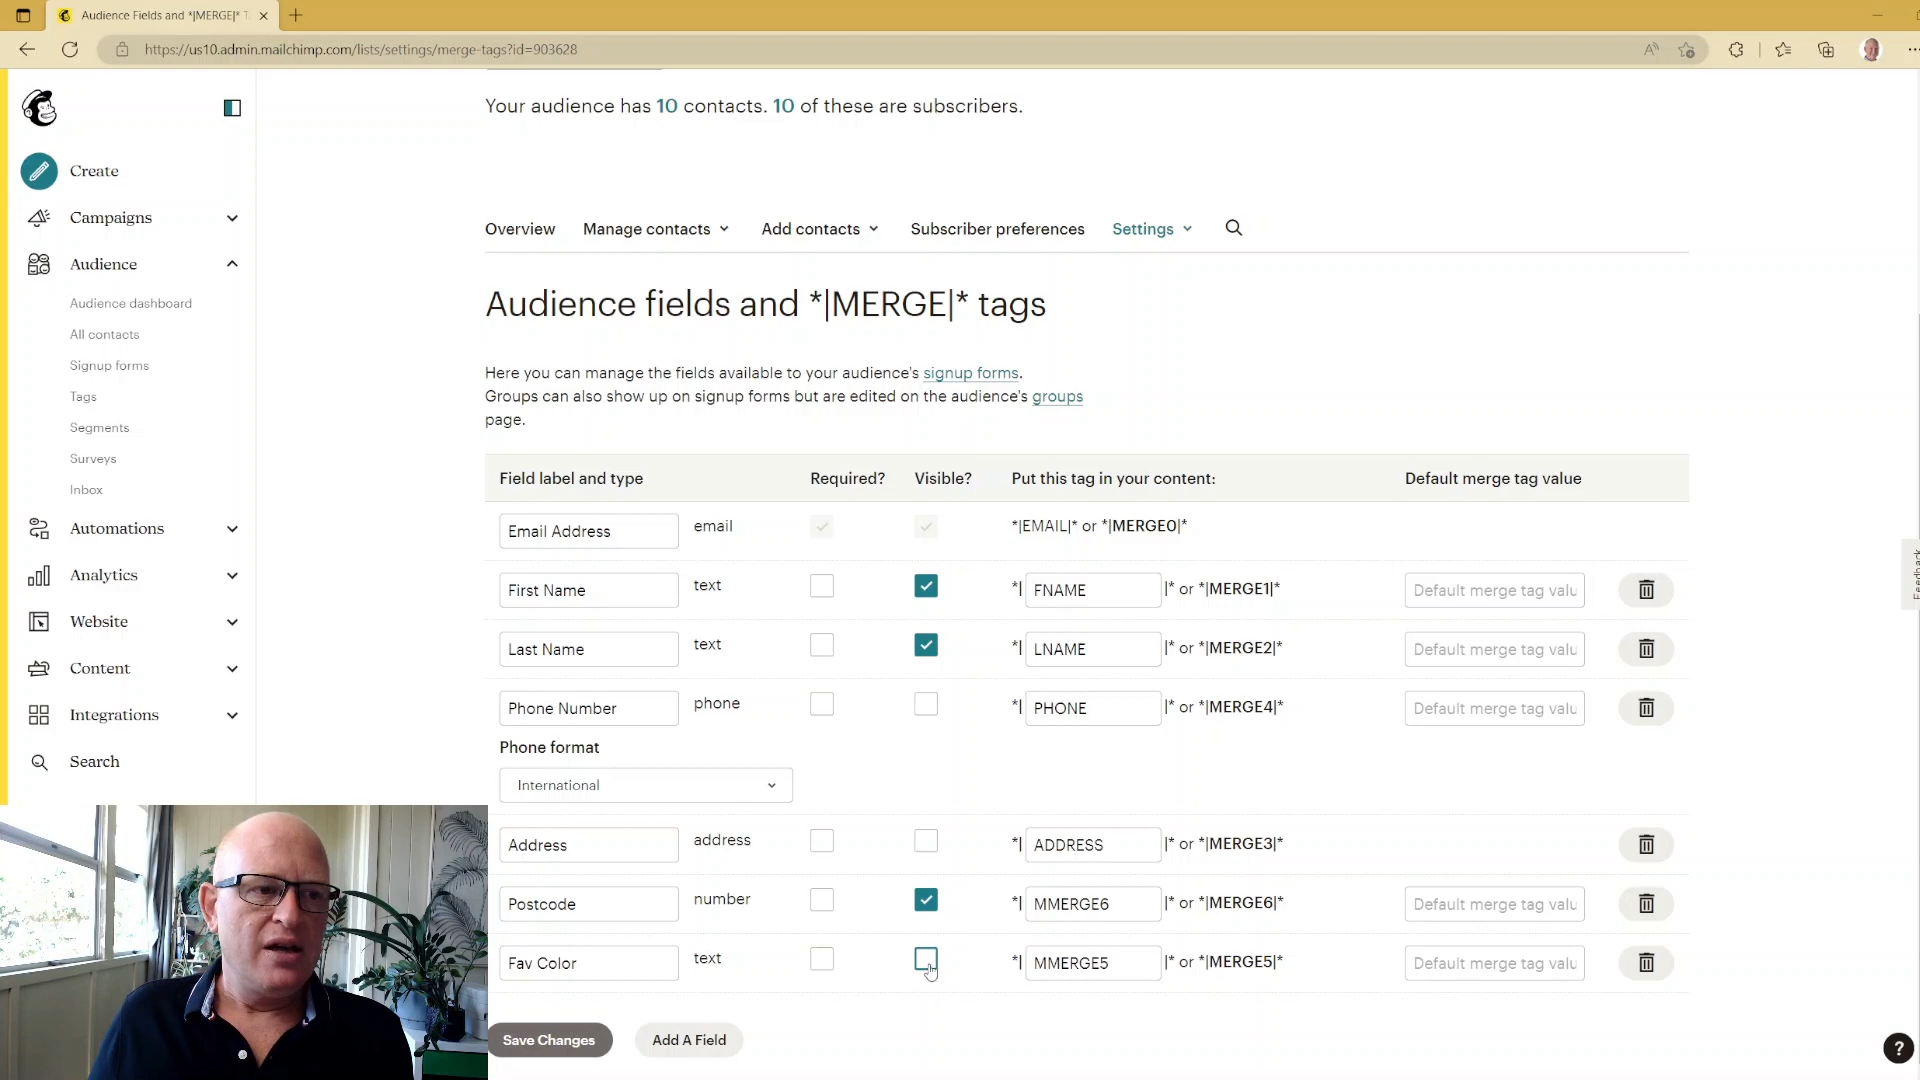 Audience Fields and *|MERGE|* T
https://us10.admin.mailchimp.com/lists/settings/merge-tags?id=903628
Your audience has 10 contacts. 10 of these are subscribers.
Create
Campaigns
Audience
Audience dashboard
All contacts
Signup forms
Tags
Segments
Surveys
Inbox
Automations
Analytics
Website
Content
Integrations
Search
Overview Manage contacts Add contacts Subscriber preferences Settings
Audience fields and *|MERGE|* tags
Here you can manage the fields available to your audience's signup forms.
Groups can also show up on signup forms but are edited on the audience's groups
page.
Field label and type Required? Visible? Put this tag in your content: Default merge tag value
Email Address email *|EMAIL|* or *|MERGE0|*
First Name text *| FNAME |* or *|MERGE1|* Default merge tag valu
Last Name text *| LNAME |* or *|MERGE2|* Default merge tag valu
Phone Number phone *| PHONE |* or *|MERGE4|* Default merge tag valu
Phone format
International
Address address *| ADDRESS |* or *|MERGE3|*
Postcode number *| MMERGE6 |* or *|MERGE6|* Default merge tag valu
Fav Color text *| MMERGE5 |* or *|MERGE5|* Default merge tag valu
Save Changes Add A Field
Feedback
?